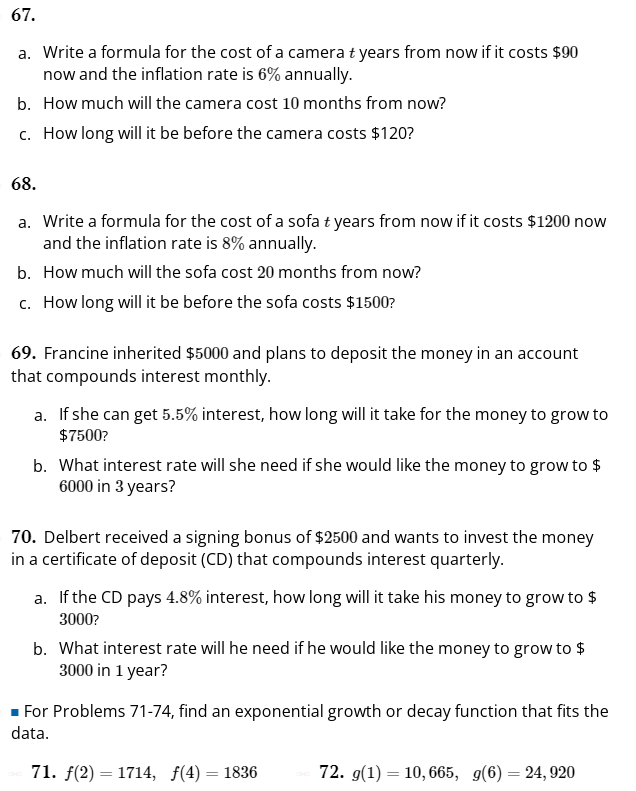 67.
a. Write a formula for the cost of a camera t years from now if it costs $90
now and the inflation rate is 6% annually.
b. How much will the camera cost 10 months from now?
c. How long will it be before the camera costs $120?
68.
a. Write a formula for the cost of a sofa t years from now if it costs $1200 now
and the inflation rate is 8% annually.
b. How much will the sofa cost 20 months from now?
c. How long will it be before the sofa costs $1500?
69. Francine inherited $5000 and plans to deposit the money in an account
that compounds interest monthly.
a. If she can get 5.5% interest, how long will it take for the money to grow to
$7500?
b. What interest rate will she need if she would like the money to grow to $
6000 in 3 years?
70. Delbert received a signing bonus of $2500 and wants to invest the money
in a certificate of deposit (CD) that compounds interest quarterly.
a. If the CD pays 4.8% interest, how long will it take his money to grow to $
3000?
b. What interest rate will he need if he would like the money to grow to $
3000 in 1 year?
■ For Problems 71-74, find an exponential growth or decay function that fits the
data.
71. f(2) = 1714, f(4) = 1836 72. g(1) = 10,665, g(6) = 24,920